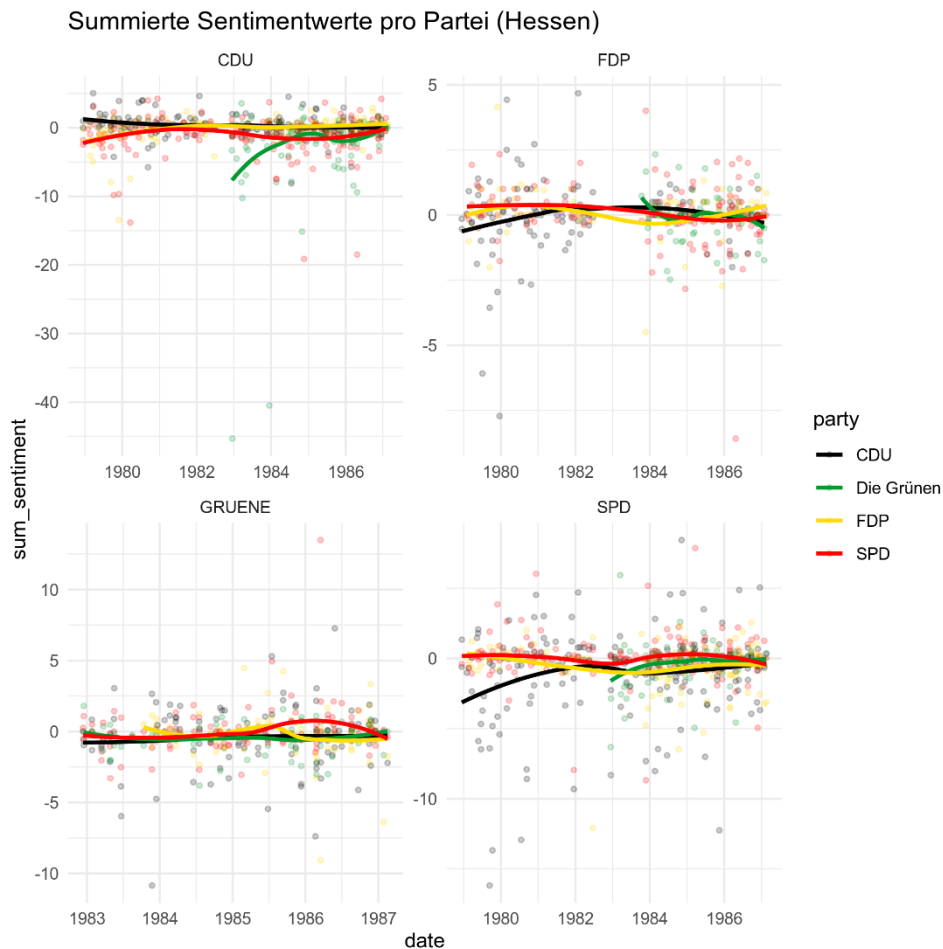 Summierte Sentimentwerte pro Partei (Hessen)
CDU
0
-10
-20
-30
-40
1980 1982 1984 1986
FDP
5
0
-5
1980 1982 1984 1986
GRUENE
10
5
0
-5
-10
1983 1984 1985 1986 1987
SPD
0
-10
1980 1982 1984 1986
sum_sentiment
date
party
CDU
Die Grünen
FDP
SPD